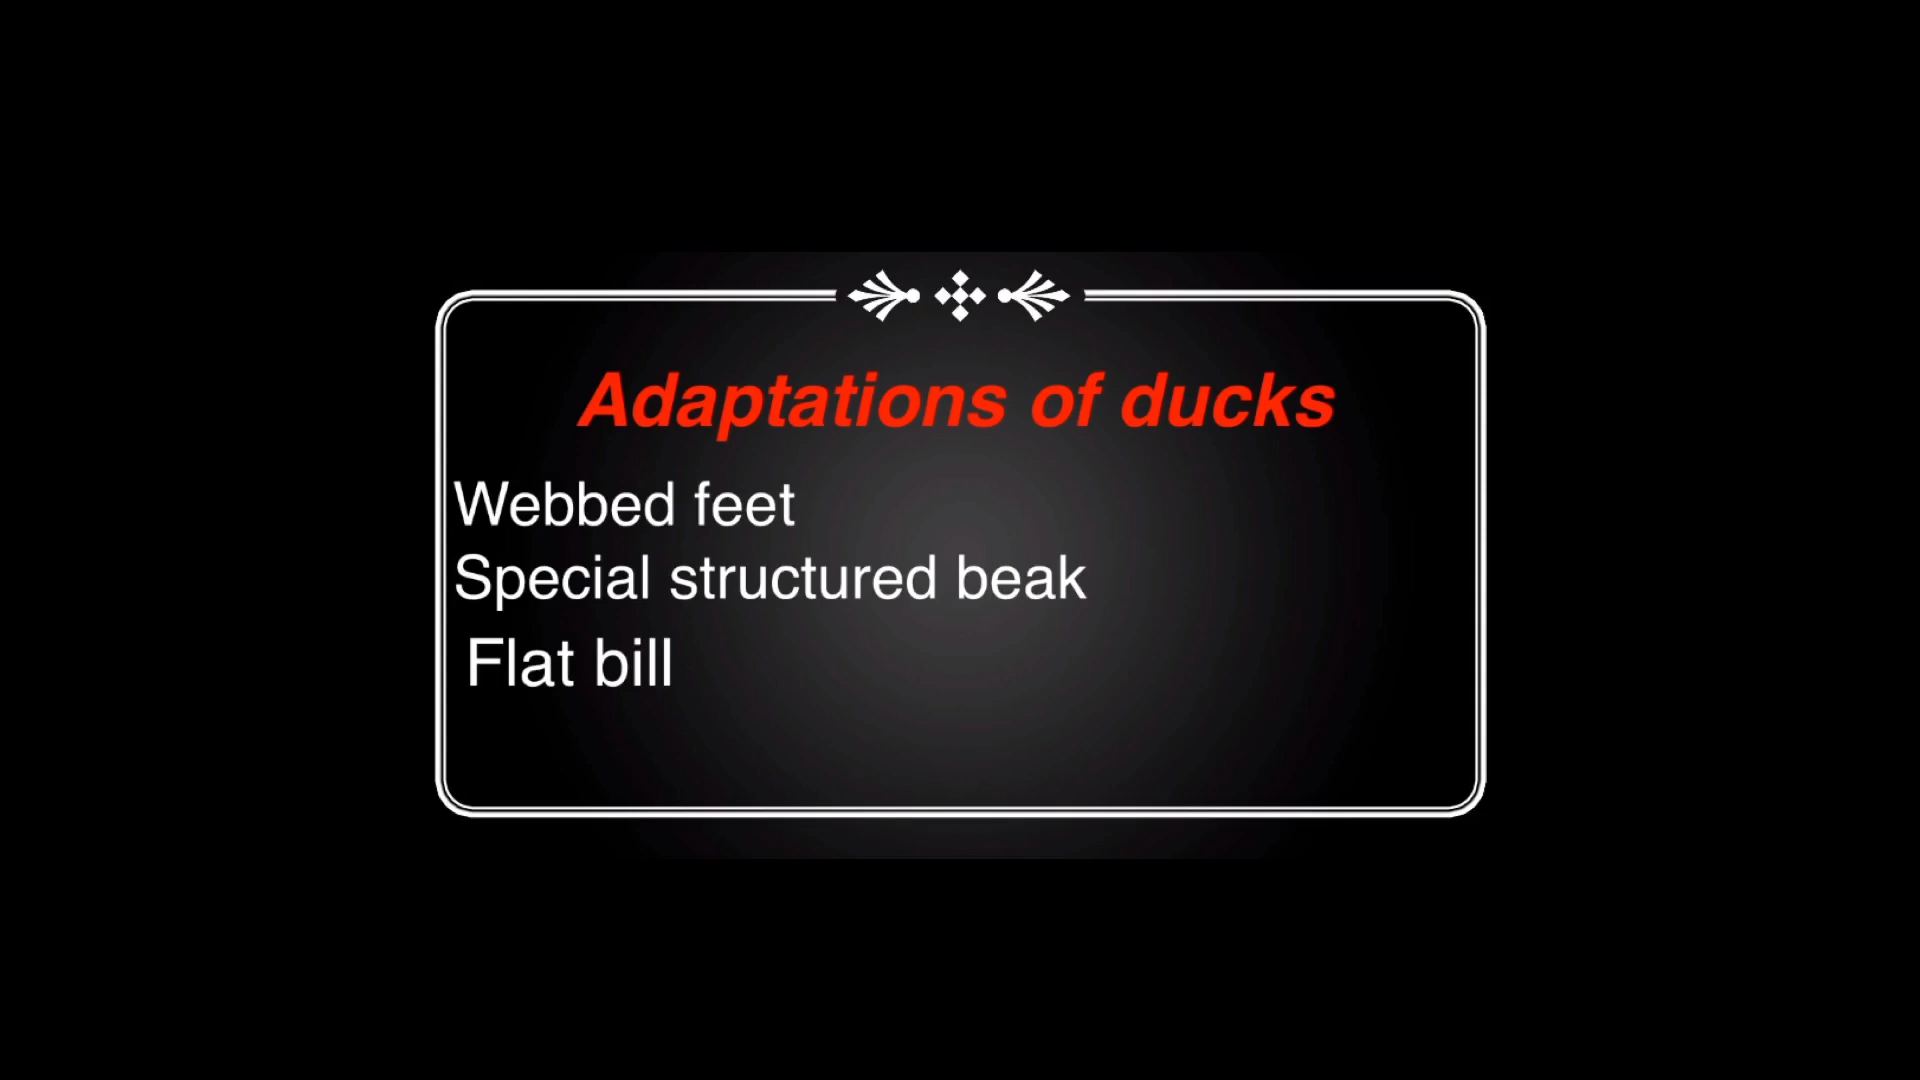 Adaptations of ducks
Webbed feet
Special structured beak
Flat bill